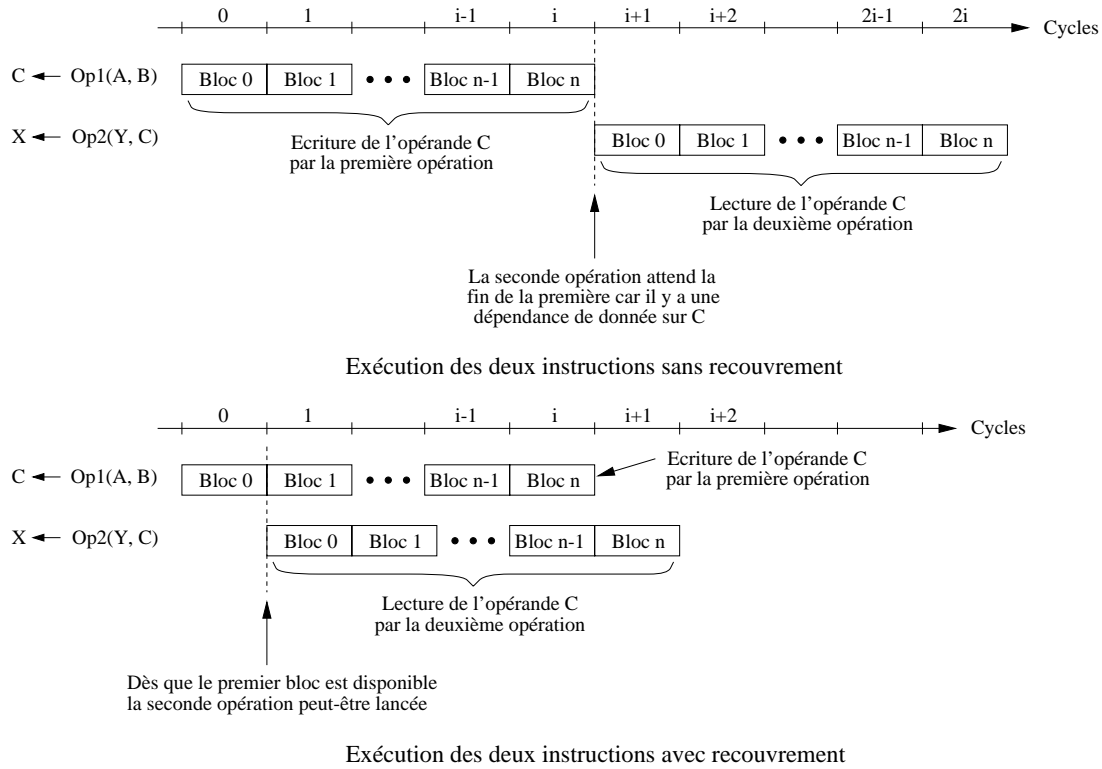 0 1 i-1 i i+1 i+2 2i-1 2i
Cycles
C Op1(A, B) Bloc 0 Bloc 1 Bloc n-1 Bloc n
X Op2(Y, C) Bloc 0 Bloc 1 Bloc n-1 Bloc n
Ecriture de l'opérande C
par la première opération
Lecture de l'opérande C
par la deuxième opération
La seconde opération attend la
fin de la première car il y a une
dépendance de donnée sur C
Exécution des deux instructions sans recouvrement
0 1 i-1 i i+1 i+2
Cycles
C Op1(A, B) Bloc 0 Bloc 1 Bloc n-1 Bloc n
Ecriture de l'opérande C
par la première opération
X Op2(Y, C) Bloc 0 Bloc 1 Bloc n-1 Bloc n
Lecture de l'opérande C
par la deuxième opération
Dès que le premier bloc est disponible
la seconde opération peut-être lancée
Exécution des deux instructions avec recouvrement